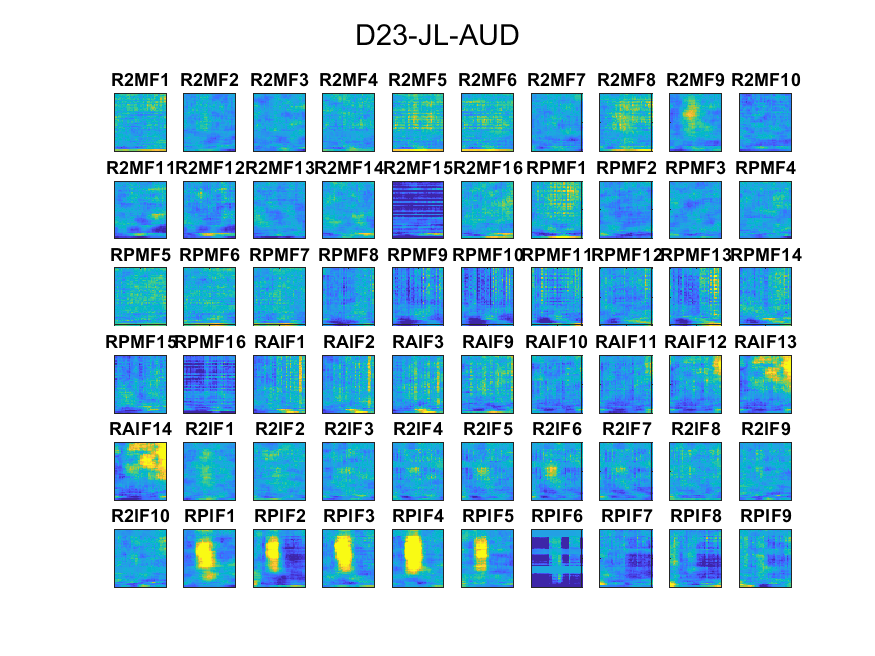 D23-JL-AUD
R2MF1 R2MF2 R2MF3 R2MF4 R2MF5 R2MF6 R2MF7 R2MF8 R2MF9 R2MF10
R2MF11 R2MF12 R2MF13 R2MF14 R2MF15 R2MF16 RPMF1 RPMF2 RPMF3 RPMF4
RPMF5 RPMF6 RPMF7 RPMF8 RPMF9 RPMF10 RPMF11 RPMF12 RPMF13 RPMF14
RPMF15 RPMF16 RAIF1 RAIF2 RAIF3 RAIF9 RAIF10 RAIF11 RAIF12 RAIF13
RAIF14 R2IF1 R2IF2 R2IF3 R2IF4 R2IF5 R2IF6 R2IF7 R2IF8 R2IF9
R2IF10 RPIF1 RPIF2 RPIF3 RPIF4 RPIF5 RPIF6 RPIF7 RPIF8 RPIF9